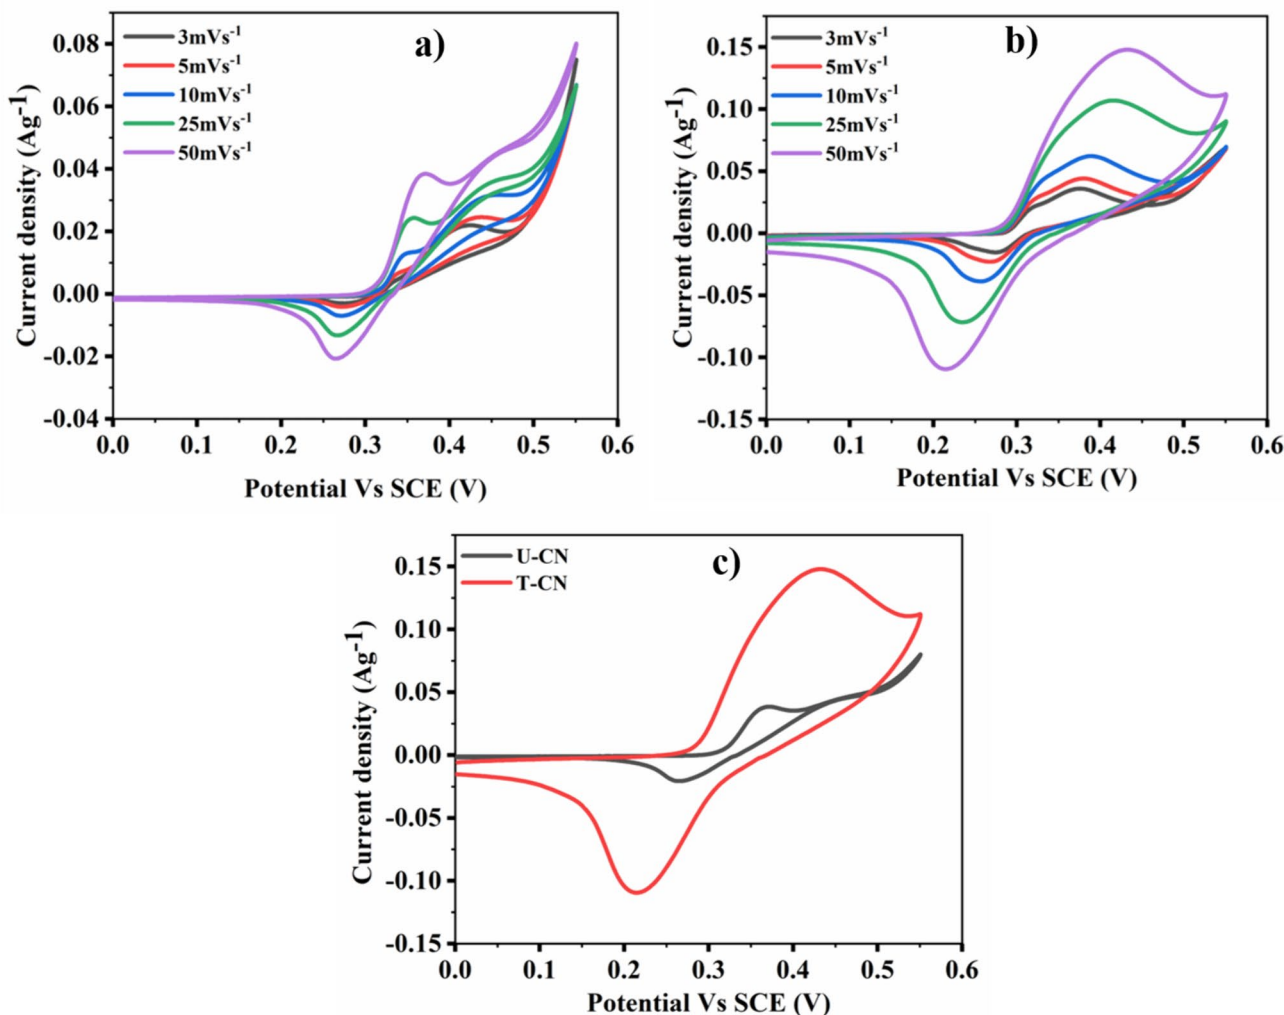 a)
3mVs⁻¹
5mVs⁻¹
10mVs⁻¹
25mVs⁻¹
50mVs⁻¹
Current density (Ag⁻¹)
0.08
0.06
0.04
0.02
0.00
-0.02
-0.04
0.0 0.1 0.2 0.3 0.4 0.5 0.6
Potential Vs SCE (V)
b)
3mVs⁻¹
5mVs⁻¹
10mVs⁻¹
25mVs⁻¹
50mVs⁻¹
Current density (Ag⁻¹)
0.15
0.10
0.05
0.00
-0.05
-0.10
-0.15
0.0 0.1 0.2 0.3 0.4 0.5 0.6
Potential Vs SCE (V)
c)
U-CN
T-CN
Current density (Ag⁻¹)
0.15
0.10
0.05
0.00
-0.05
-0.10
-0.15
0.0 0.1 0.2 0.3 0.4 0.5 0.6
Potential Vs SCE (V)